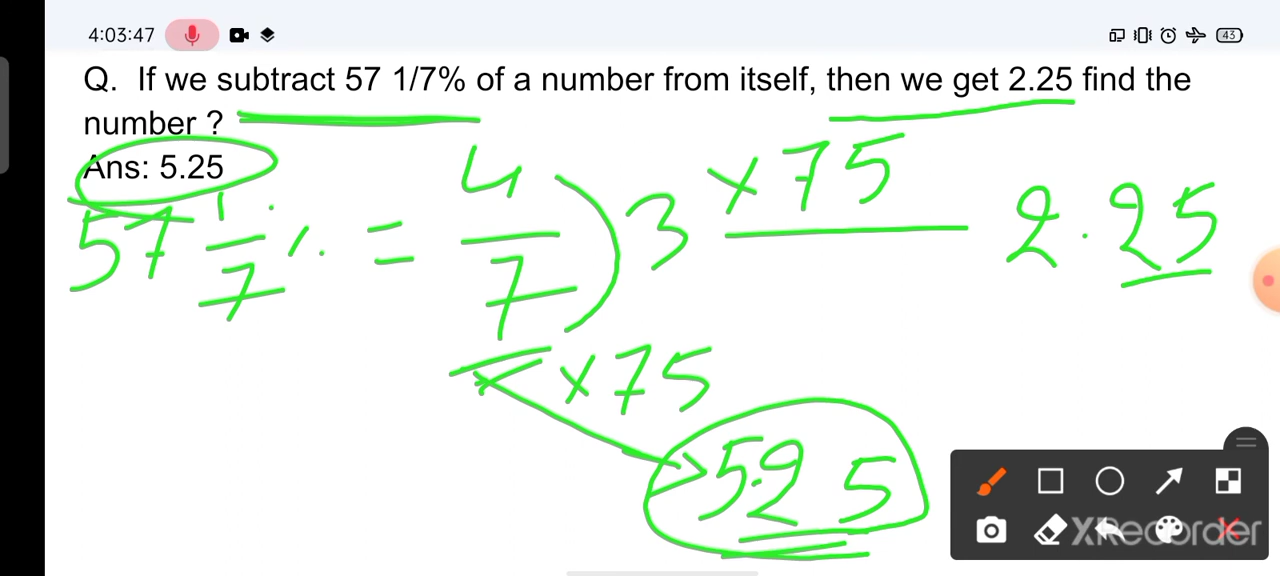 4:03:47 43
Q. If we subtract 57 1/7% of a number from itself, then we get 2.25 find the
number ?
Ans: 5.25
57 1/7 % = 4/7 ) 3 ×75 2.25
×75
5.25
XRecorder